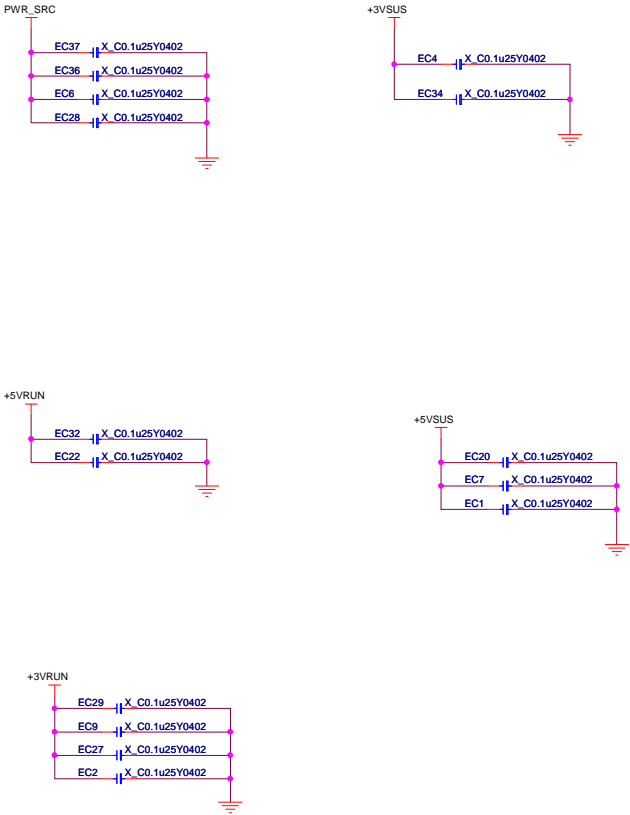 PWR_SRC
EC37 X_C0.1u25Y0402
EC36 X_C0.1u25Y0402
EC6 X_C0.1u25Y0402
EC28 X_C0.1u25Y0402
+3VSUS
EC4 X_C0.1u25Y0402
EC34 X_C0.1u25Y0402
+5VRUN
EC32 X_C0.1u25Y0402
EC22 X_C0.1u25Y0402
+5VSUS
EC20 X_C0.1u25Y0402
EC7 X_C0.1u25Y0402
EC1 X_C0.1u25Y0402
+3VRUN
EC29 X_C0.1u25Y0402
EC9 X_C0.1u25Y0402
EC27 X_C0.1u25Y0402
EC2 X_C0.1u25Y0402